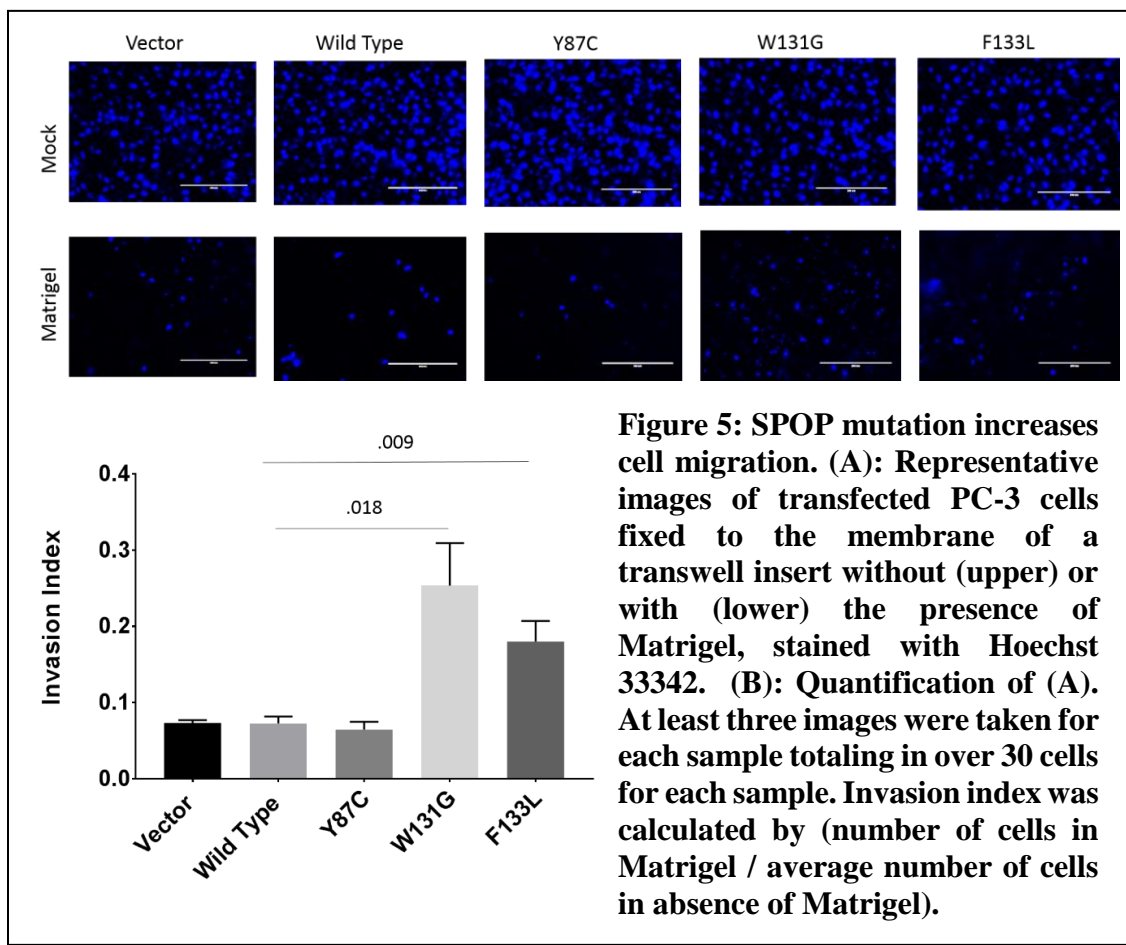 Vector Wild Type Y87C W131G F133L
Mock
Matrigel
Invasion Index
0.4
0.3
0.2
0.1
0.0
.009
.018
Vector
Wild Type
Y87C
W131G
F133L
Figure 5: SPOP mutation increases
cell migration. (A): Representative
images of transfected PC-3 cells
fixed to the membrane of a
transwell insert without (upper) or
with (lower) the presence of
Matrigel, stained with Hoechst
33342. (B): Quantification of (A).
At least three images were taken for
each sample totaling in over 30 cells
for each sample. Invasion index was
calculated by (number of cells in
Matrigel / average number of cells
in absence of Matrigel).